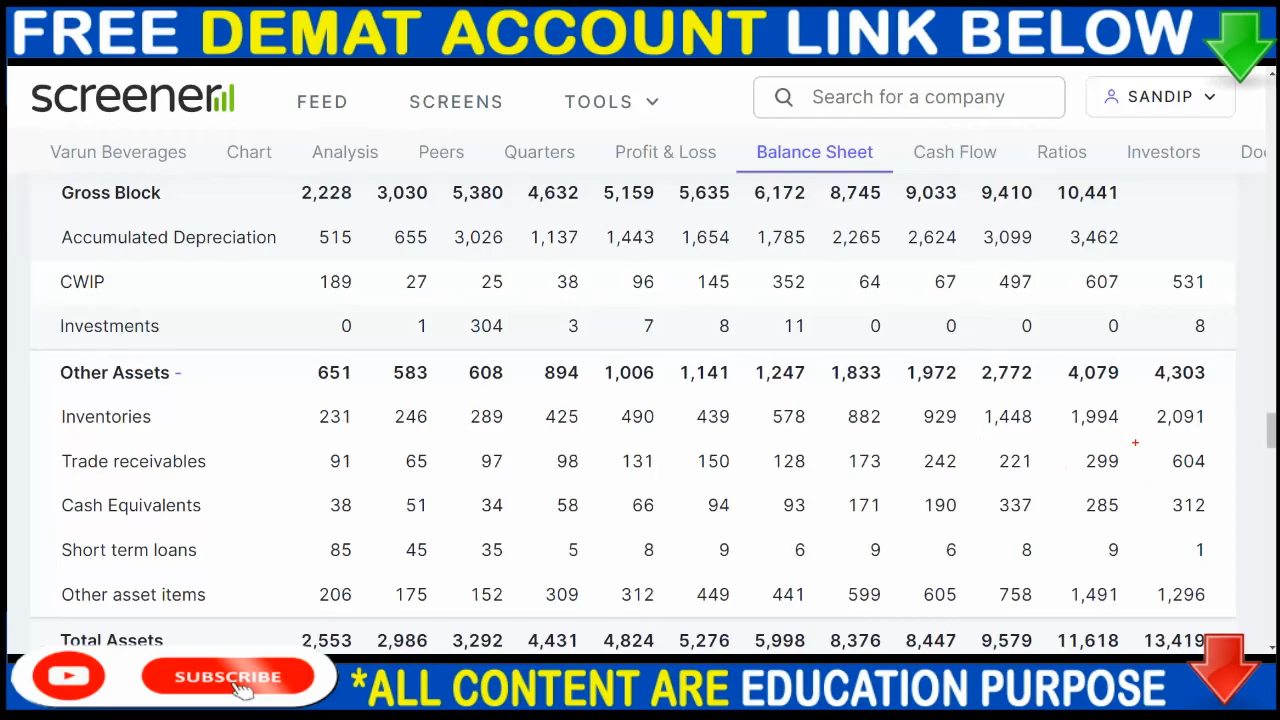 FREE DEMAT ACCOUNT LINK BELOW
screener FEED SCREENS TOOLS Search for a company SANDIP
Varun Beverages Chart Analysis Peers Quarters Profit & Loss Balance Sheet Cash Flow Ratios Investors Do
Gross Block 2,228 3,030 5,380 4,632 5,159 5,635 6,172 8,745 9,033 9,410 10,441
Accumulated Depreciation 515 655 3,026 1,137 1,443 1,654 1,785 2,265 2,624 3,099 3,462
CWIP 189 27 25 38 96 145 352 64 67 497 607 531
Investments 0 1 304 3 7 8 11 0 0 0 0 8
Other Assets - 651 583 608 894 1,006 1,141 1,247 1,833 1,972 2,772 4,079 4,303
Inventories 231 246 289 425 490 439 578 882 929 1,448 1,994 2,091
Trade receivables 91 65 97 98 131 150 128 173 242 221 299 604
Cash Equivalents 38 51 34 58 66 94 93 171 190 337 285 312
Short term loans 85 45 35 5 8 9 6 9 6 8 9 1
Other asset items 206 175 152 309 312 449 441 599 605 758 1,491 1,296
Total Assets 2,553 2,986 3,292 4,431 4,824 5,276 5,998 8,376 8,447 9,579 11,618 13,419
SUBSCRIBE
*ALL CONTENT ARE EDUCATION PURPOSE